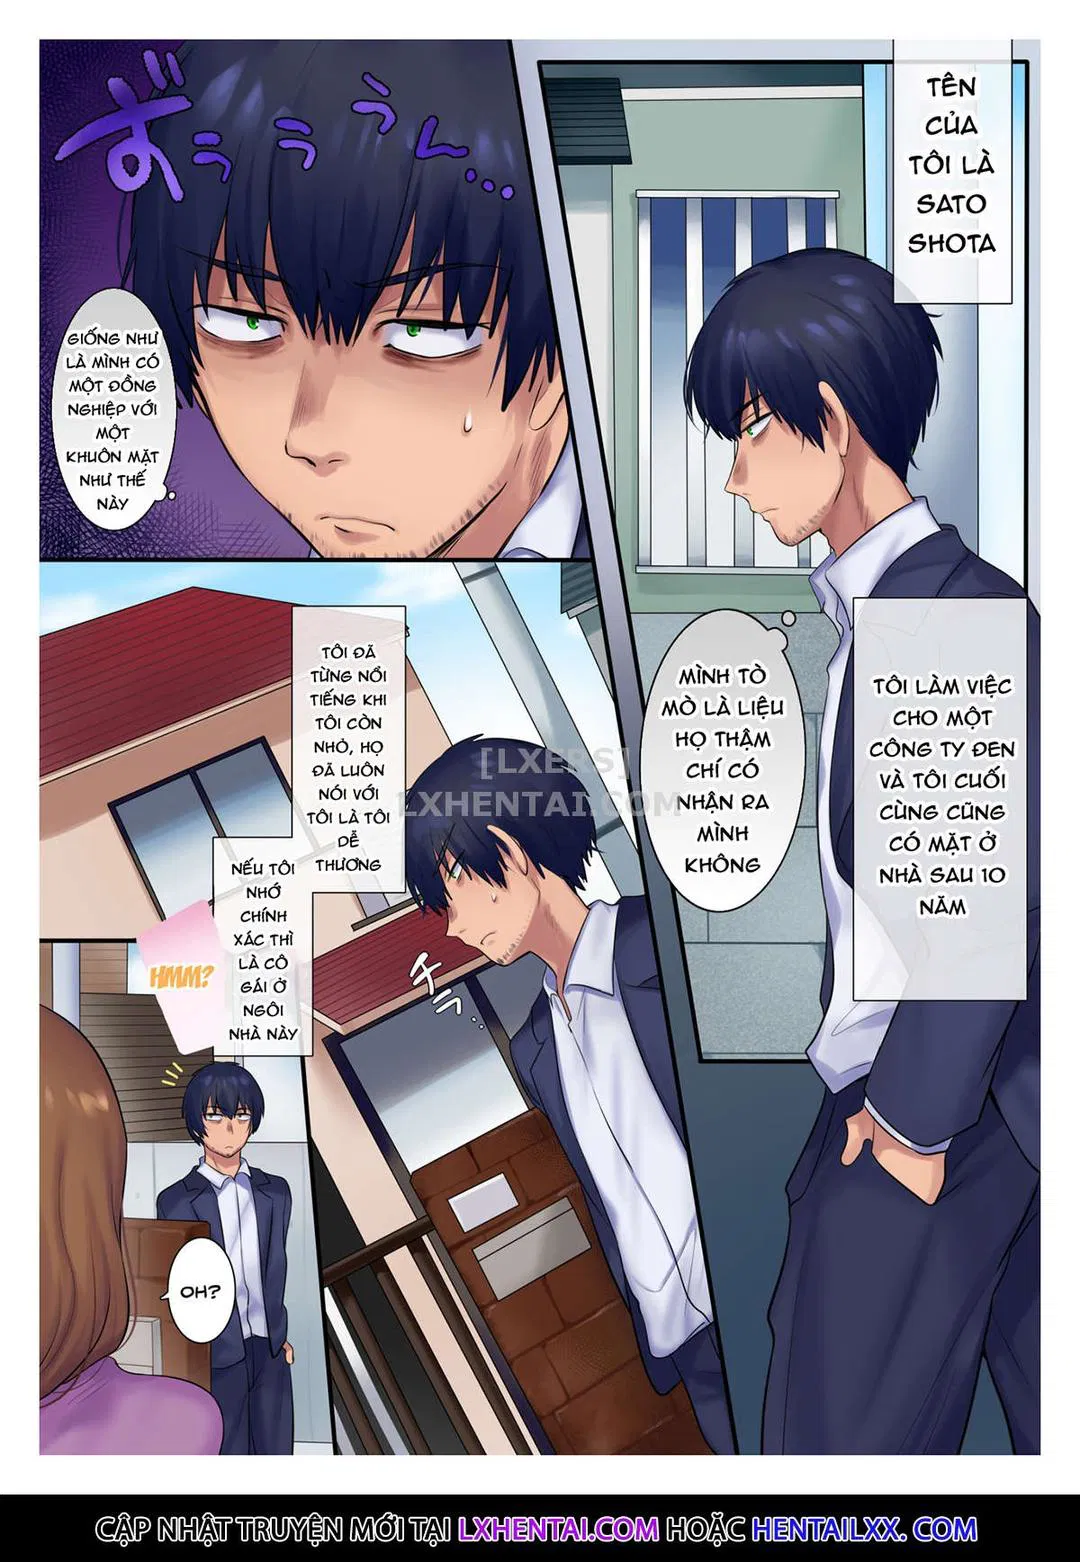 TÊN
CỦA
TÔI LÀ
SATO
SHOTA
TÔI LÀM VIỆC
CHO MỘT
CÔNG TY ĐEN
VÀ TÔI CUỐI
CÙNG CŨNG
CÓ MẶT Ở
NHÀ SAU 10
NĂM
MÌNH TÒ
MÒ LÀ LIỆU
HỌ THẬM
CHÍ CÓ
NHẬN RA
MÌNH
KHÔNG
ずううううん...
GIỐNG NHƯ
LÀ MÌNH CÓ
MỘT ĐỒNG
NGHIỆP VỚI
MỘT
KHUÔN MẶT
NHƯ THẾ
NÀY
TÔI ĐÃ
TỪNG NỔI
TIẾNG KHI
TÔI CÒN
NHỎ, HỌ
ĐÃ LUÔN
NÓI VỚI
TÔI LÀ TÔI
DỄ
THƯƠNG
NẾU TÔI
NHỚ
CHÍNH
XÁC THÌ
LÀ CÔ
GÁI Ở
NGÔI
NHÀ NÀY
チラ...
[LXERS]
LXHENTAI.COM
HMM?
OH?
CẬP NHẬT TRUYỆN MỚI TẠI LXHENTAI.COM HOẶC HENTAILXX. COM